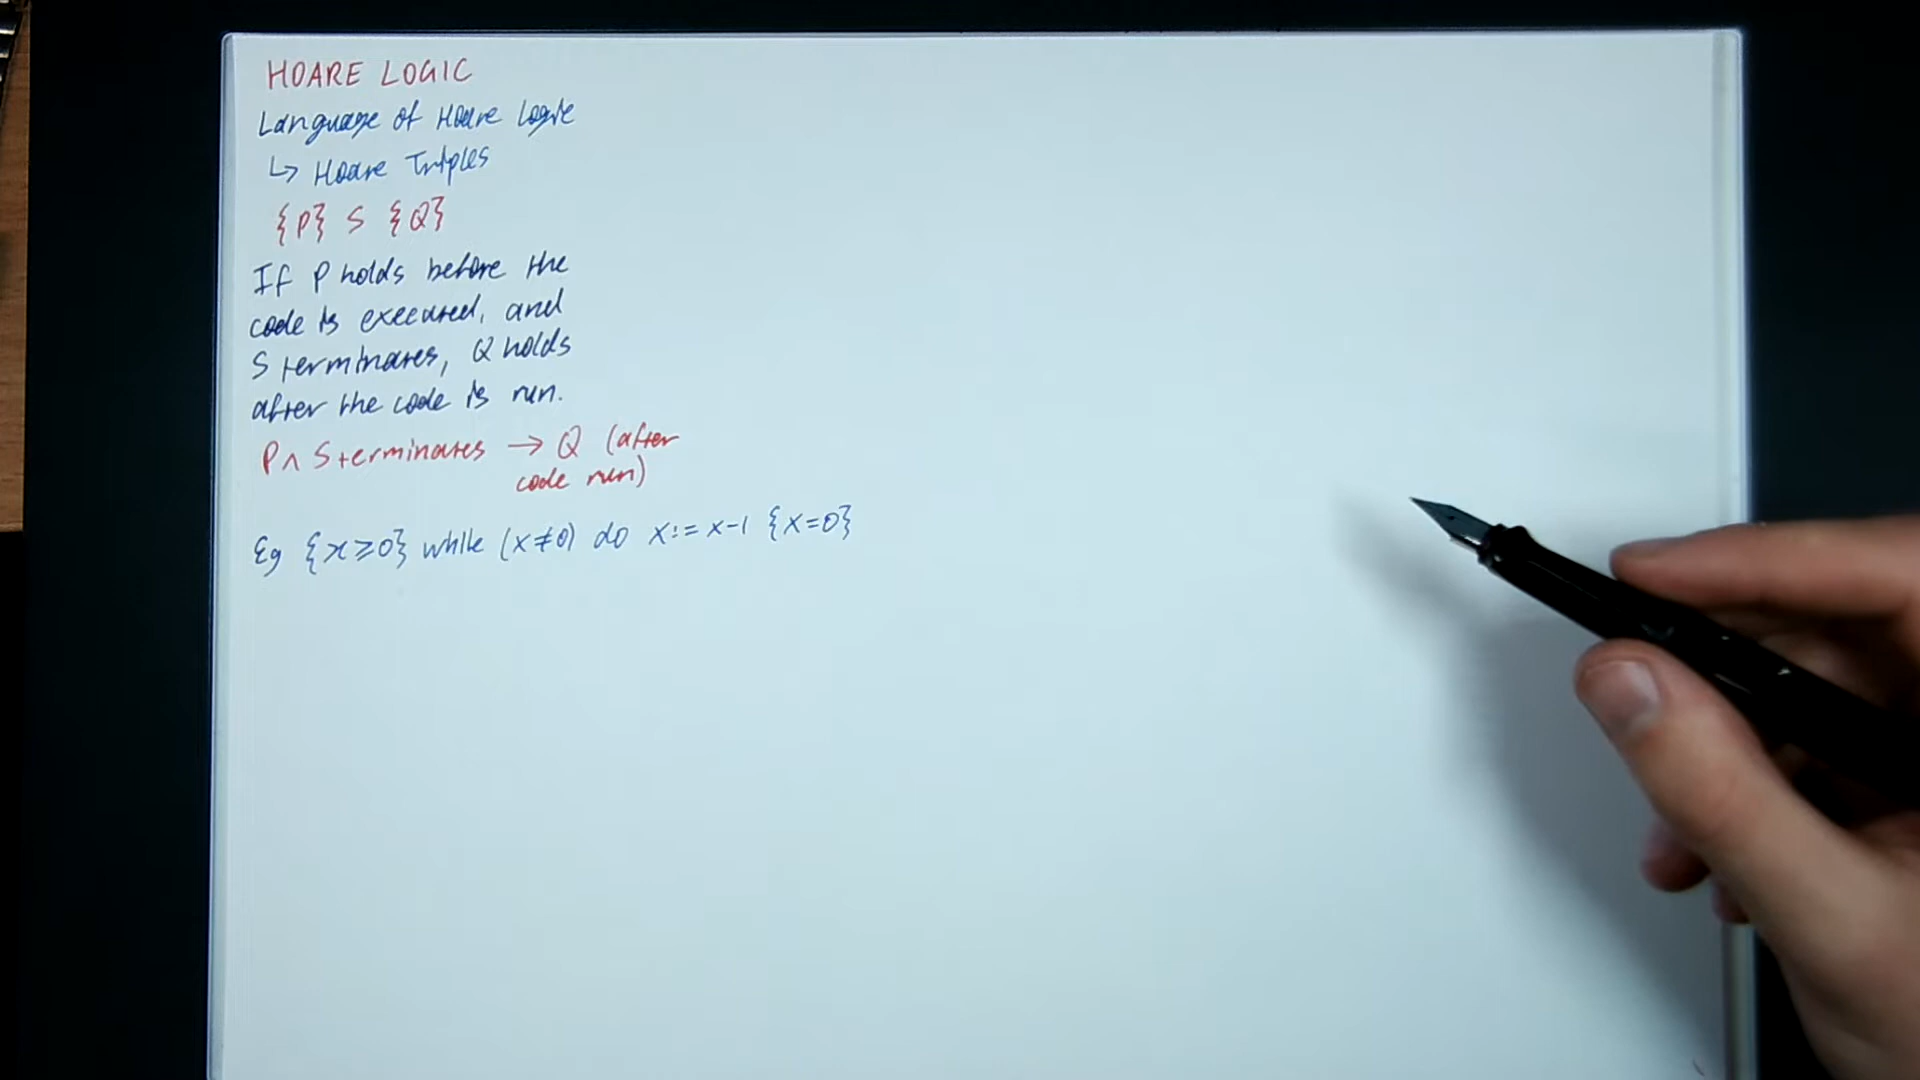 HOARE LOGIC
Language of Hoare Logic
↳ Hoare Triples
{P} S {Q}
If P holds before the
code is executed, and
S terminates, Q holds
after the code is run.
P ∧ S terminates → Q (after
code run)
Eg {x ≥ 0} while (x ≠ 0) do x := x-1 {x = 0}